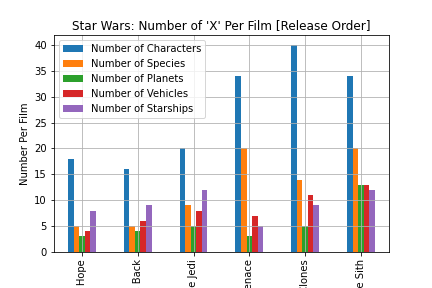 Star Wars: Number of 'X' Per Film [Release Order]
Number of Characters
Number of Species
Number of Planets
Number of Vehicles
Number of Starships
Number Per Film
40
35
30
25
20
15
10
5
0
Hope
Back
e Jedi
enace
lones
e Sith